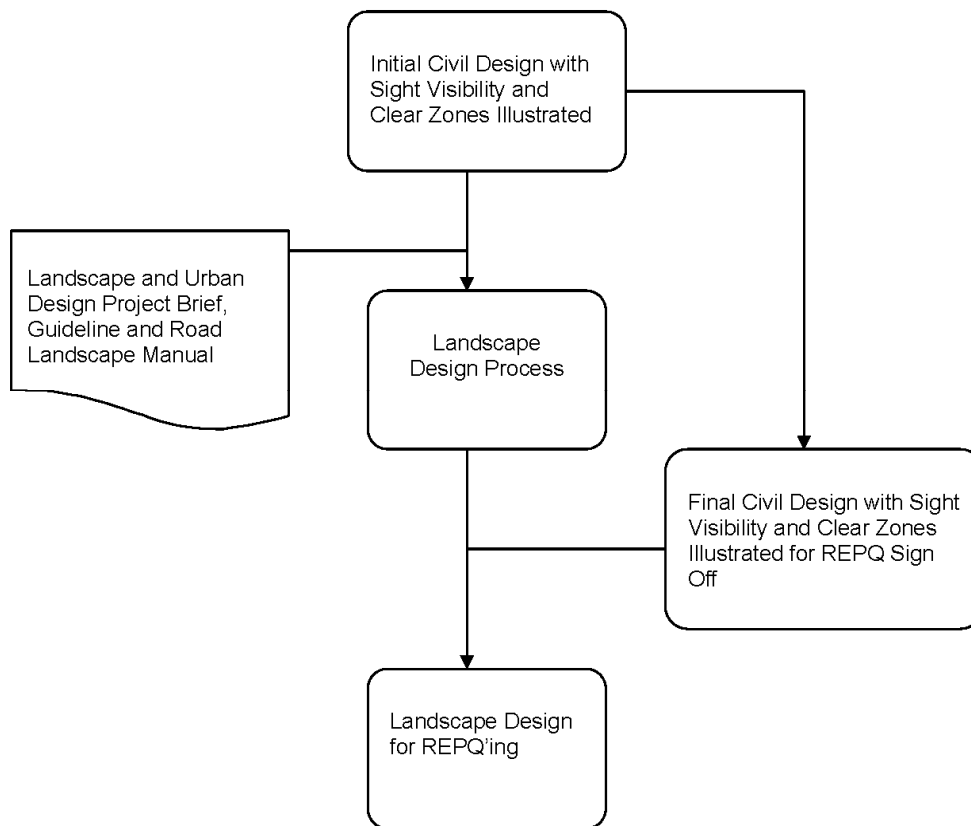 Initial Civil Design with
Sight Visibility and
Clear Zones Illustrated
Landscape and Urban
Design Project Brief,
Guideline and Road
Landscape Manual
Landscape
Design Process
Final Civil Design with Sight
Visibility and Clear Zones
Illustrated for REPQ Sign
Off
Landscape Design
for REPQ'ing